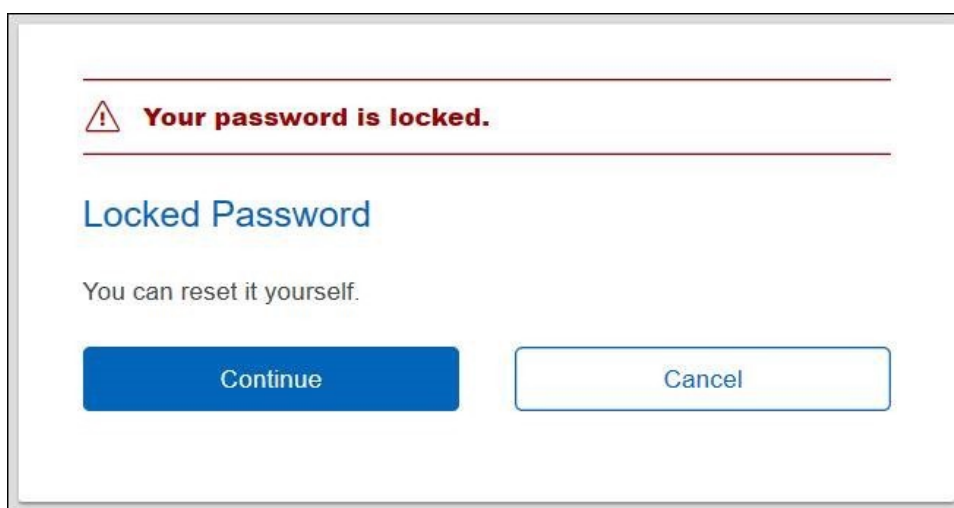 Your password is locked.
Locked Password
You can reset it yourself.
Continue
Cancel